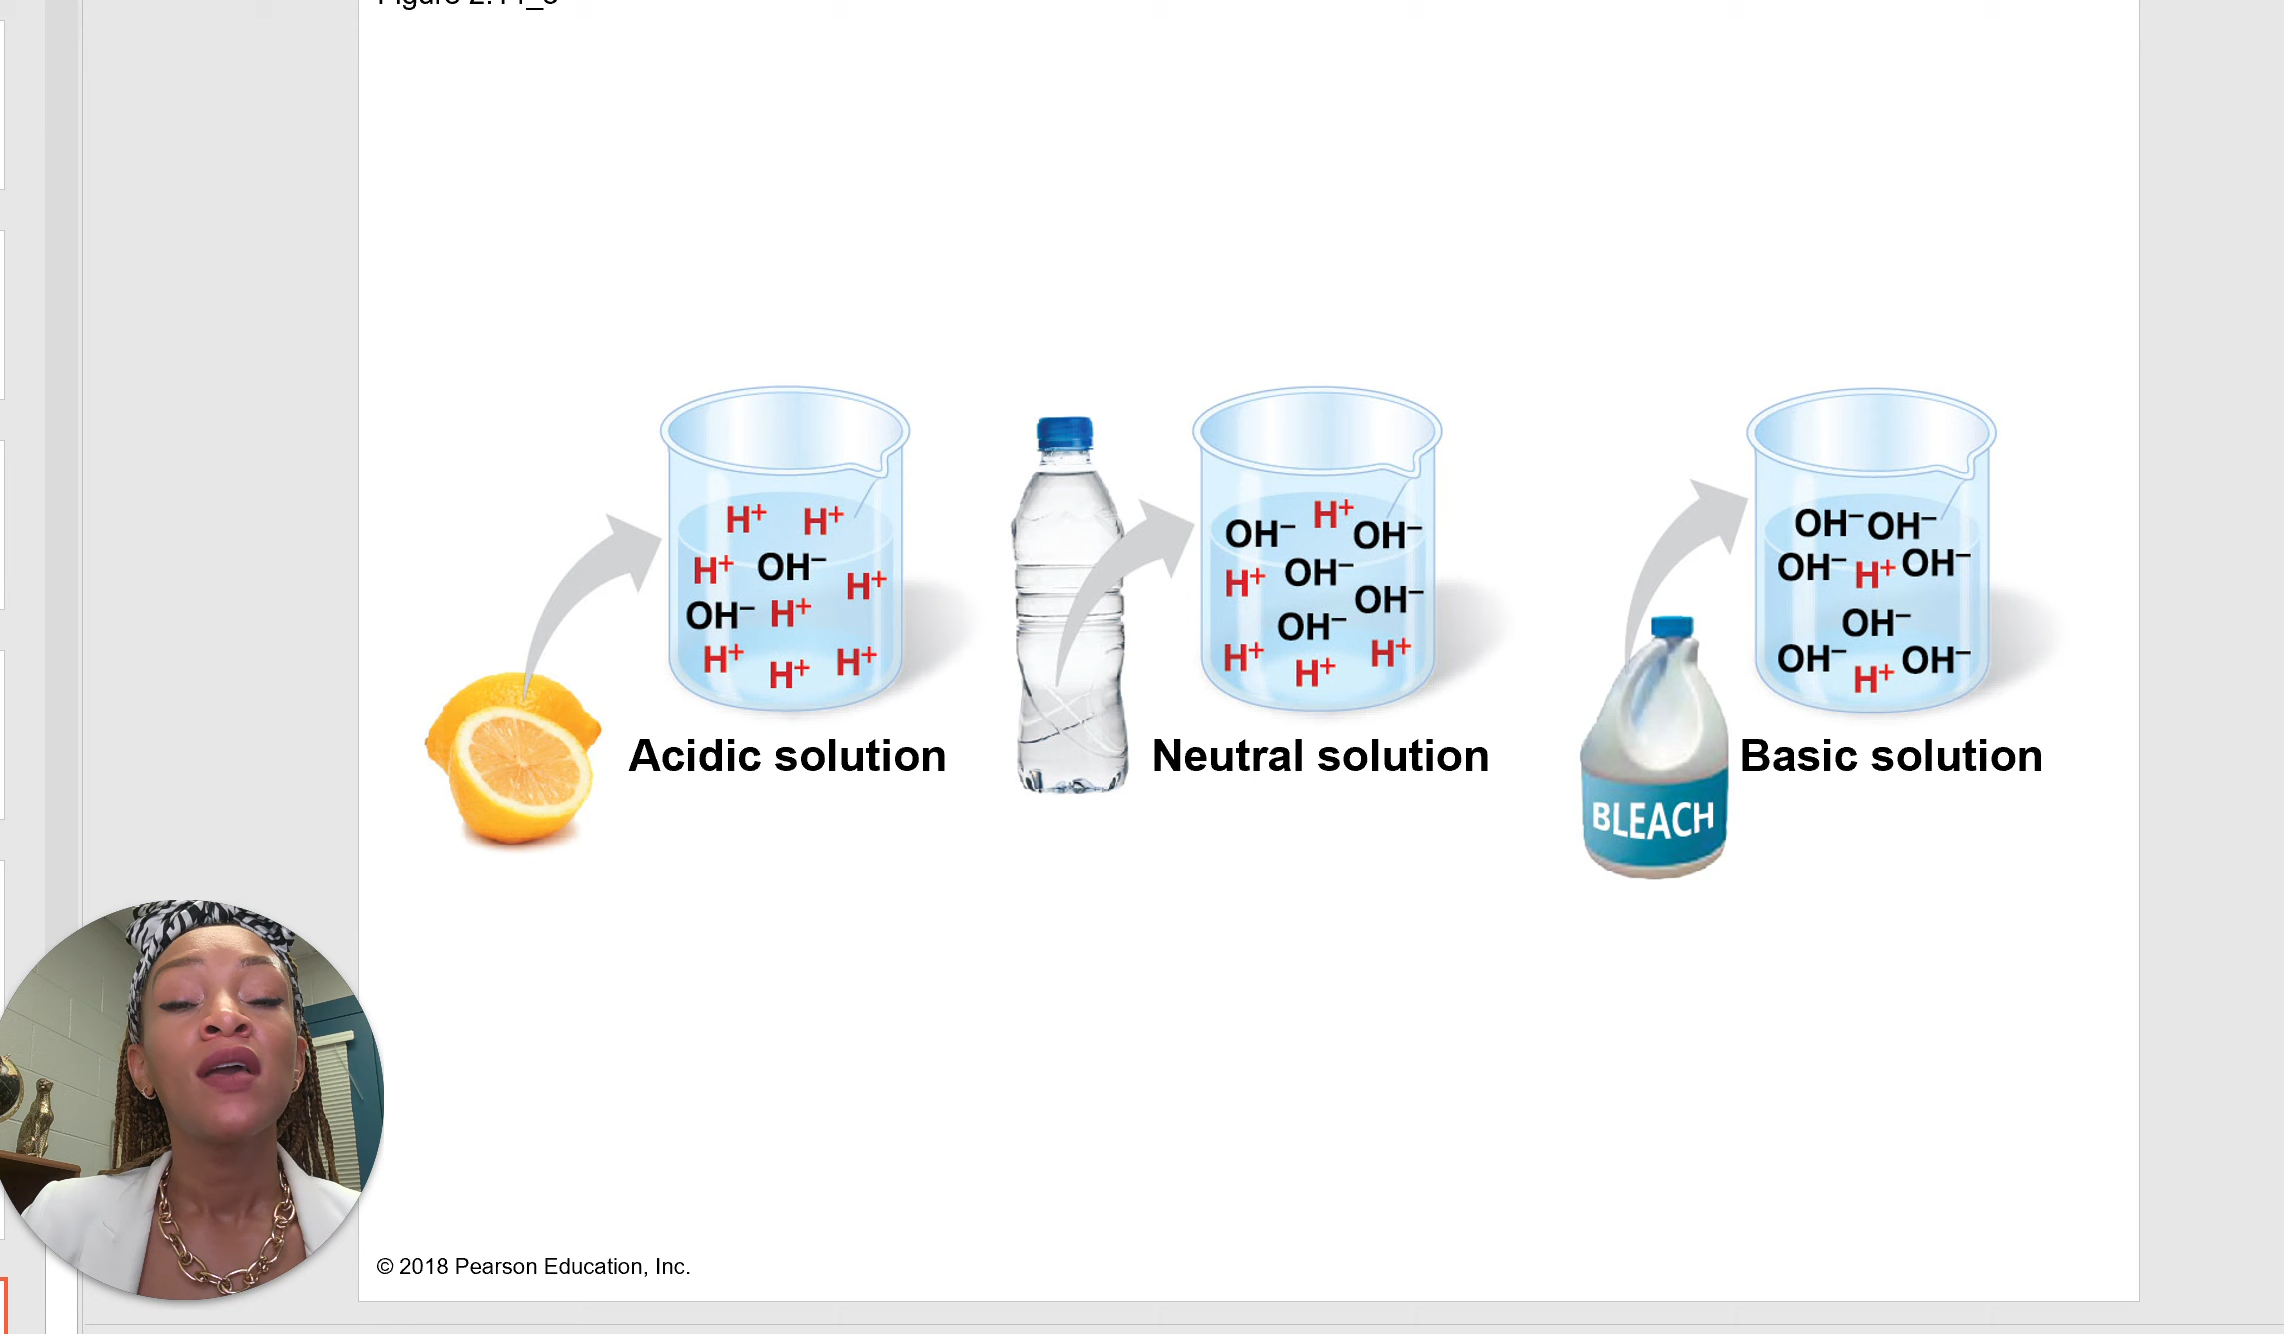 H+ H+
H+ OH– H+
OH– H+
H+ H+ H+
Acidic solution
OH– H+ OH–
H+ OH–
OH– OH–
H+ H+ H+
Neutral solution
OH– OH–
OH– H+ OH–
OH–
OH– H+ OH–
Basic solution
BLEACH
© 2018 Pearson Education, Inc.